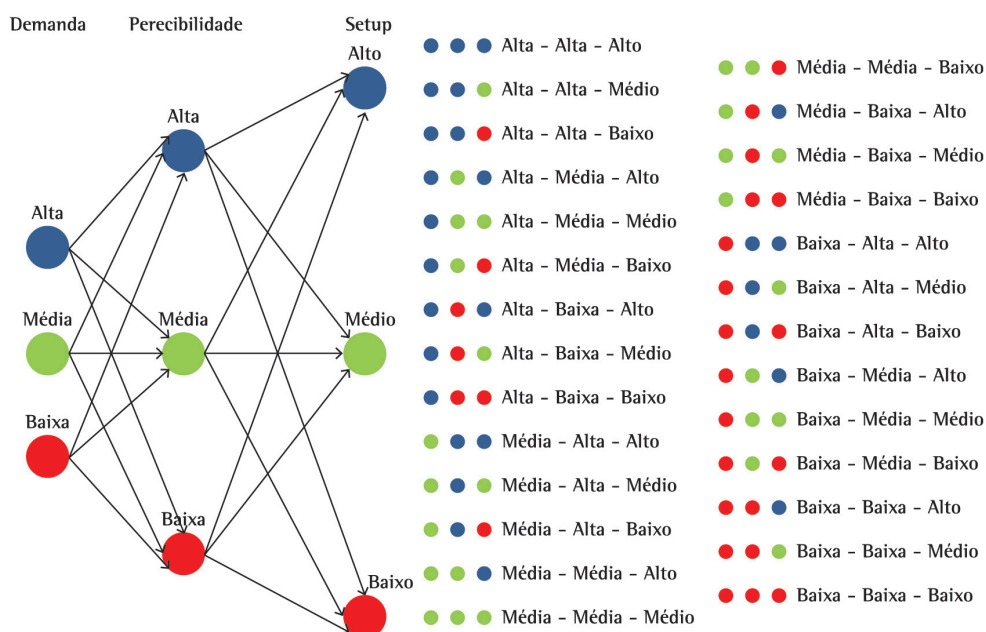 Demanda Perecibilidade Setup
Alto
Alta
Alta
Média Média Médio
Baixa
Baixa
Baixo
Alta - Alta - Alto
Alta - Alta - Médio
Alta - Alta - Baixo
Alta - Média - Alto
Alta - Média - Médio
Alta - Média - Baixo
Alta - Baixa - Alto
Alta - Baixa - Médio
Alta - Baixa - Baixo
Média - Alta - Alto
Média - Alta - Médio
Média - Alta - Baixo
Média - Média - Alto
Média - Média - Médio
Média - Média - Baixo
Média - Baixa - Alto
Média - Baixa - Médio
Média - Baixa - Baixo
Baixa - Alta - Alto
Baixa - Alta - Médio
Baixa - Alta - Baixo
Baixa - Média - Alto
Baixa - Média - Médio
Baixa - Média - Baixo
Baixa - Baixa - Alto
Baixa - Baixa - Médio
Baixa - Baixa - Baixo